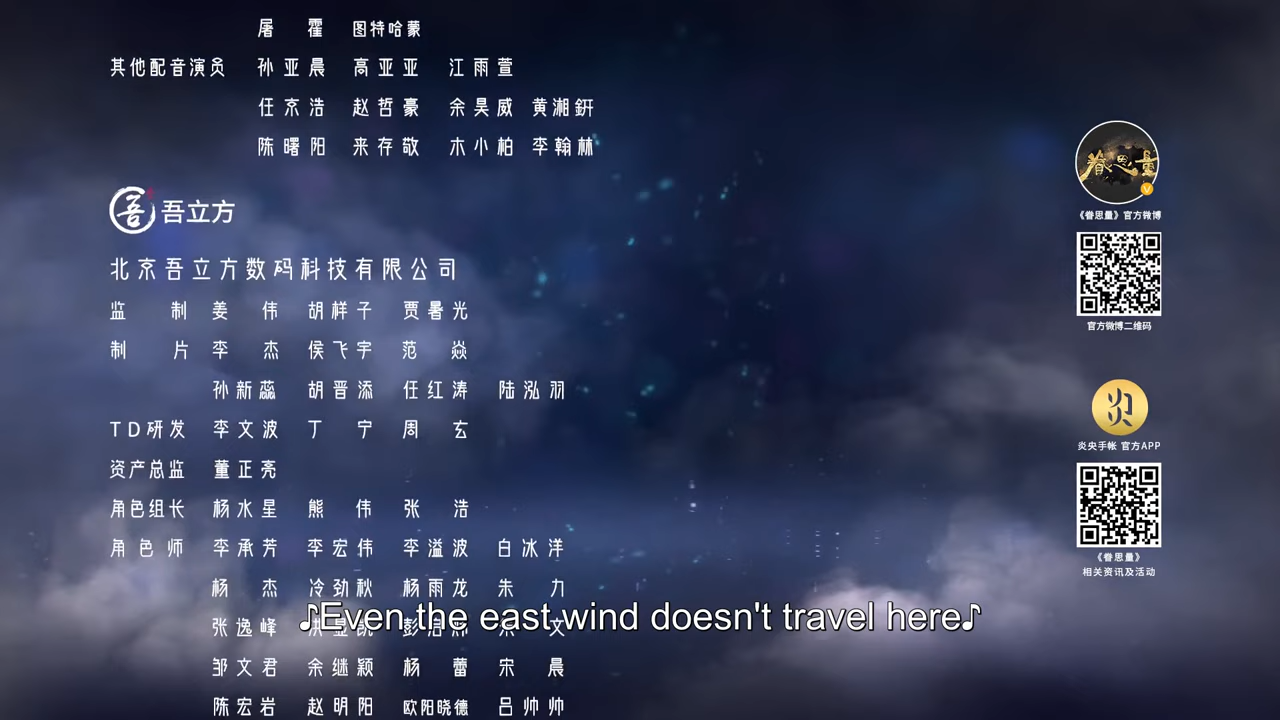 屠 霍 图特哈蒙
其他配音演员 孙亚晨 高亚亚 江雨萱
任京浩 赵哲豪 余昊威 黄湘釬
陈曙阳 来存敬 木小柏 李翰林
吾立方
北京吾立方数码科技有限公司
监 制 姜 伟 胡样子 贾暑光
制 片 李 杰 侯飞宇 范 焱
孙新蕊 胡晋添 任红涛 陆泓羽
TD研发 李文波 丁 宁 周 玄
资产总监 董正亮
角色组长 杨水星 熊 伟 张 浩
角色师 李承芳 李宏伟 李溢波 白冰洋
杨 杰 冷劲秋 杨雨龙 朱 力
♪Even the east wind doesn't travel here♪
张逸峰 文
邹文君 余继颖 杨 蕾 宋 晨
陈宏岩 赵明阳 欧阳晓德 吕帅帅
眷思量
《眷思量》官方微博
官方微博二维码
炎央手帐 官方APP
《眷思量》
相关资讯及活动